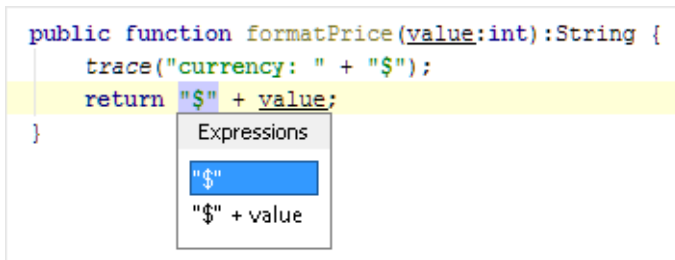 public function formatPrice(value:int):String {
    trace("currency: " + "$");
    return "$" + value;
}
Expressions
"$"
"$" + value